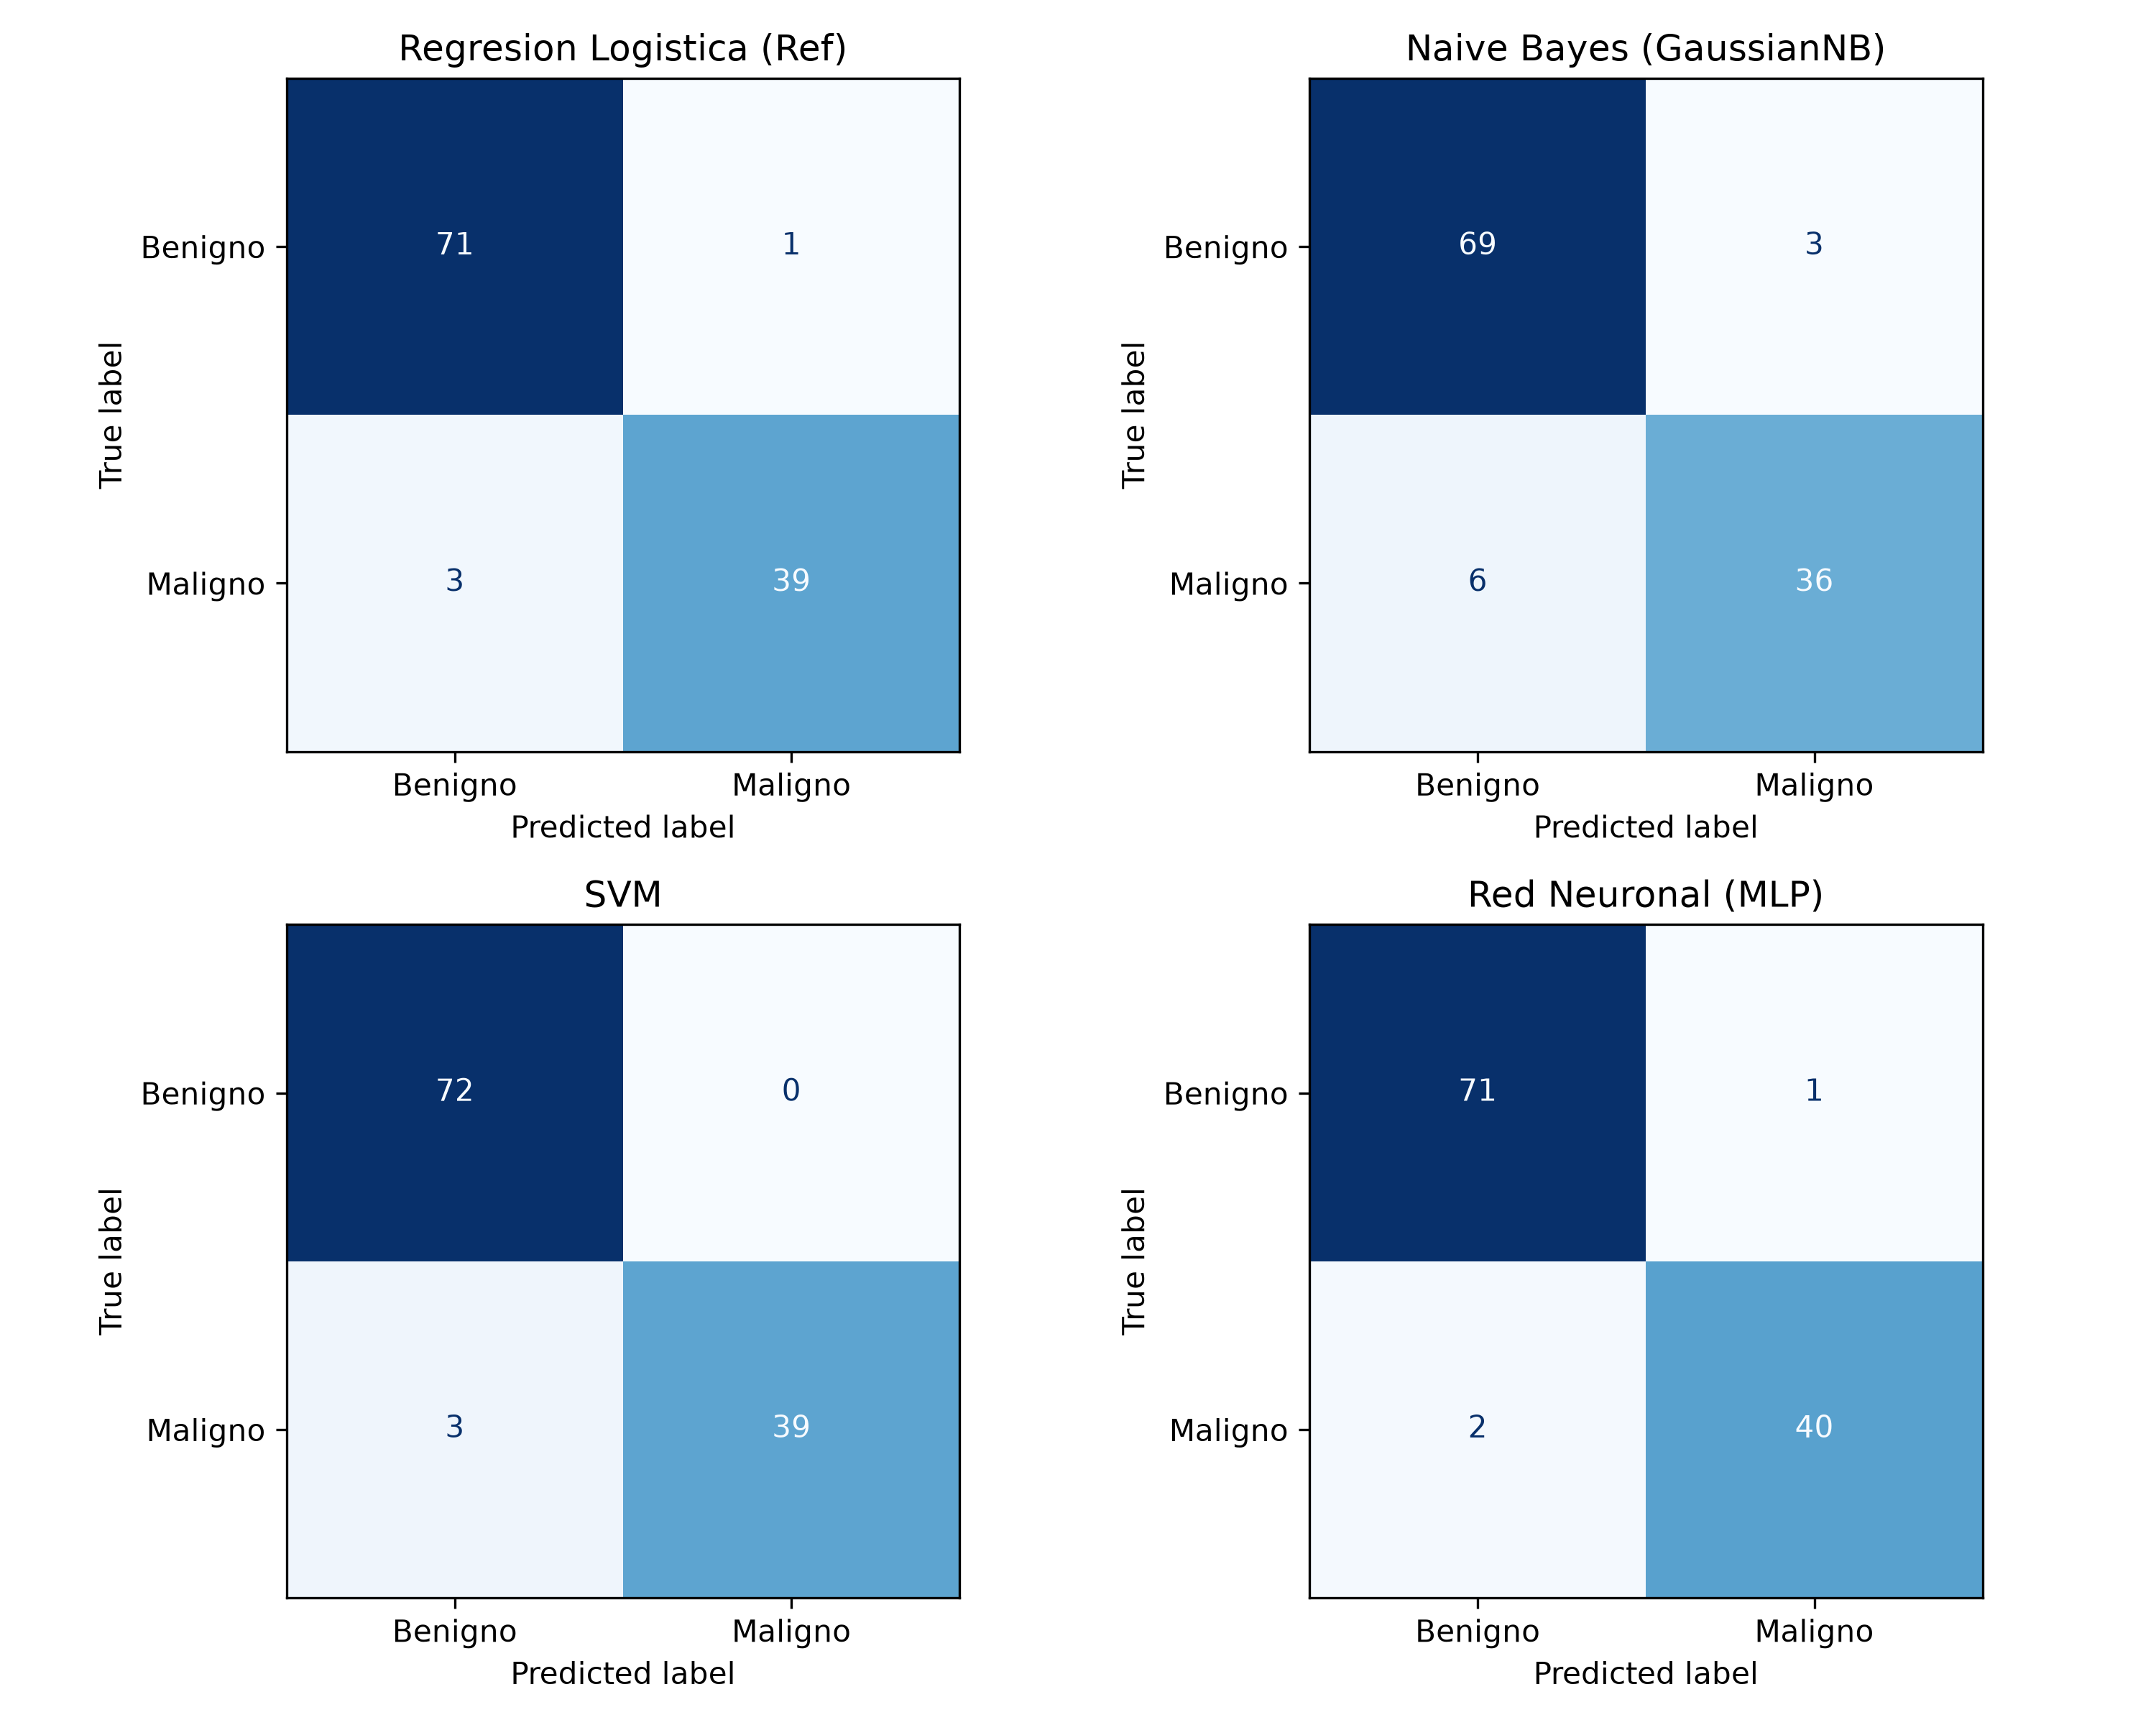 Regresion Logistica (Ref)
True label
Benigno
71
1
Maligno
3
39
Benigno
Maligno
Predicted label
Naive Bayes (GaussianNB)
True label
Benigno
69
3
Maligno
6
36
Benigno
Maligno
Predicted label
SVM
True label
Benigno
72
0
Maligno
3
39
Benigno
Maligno
Predicted label
Red Neuronal (MLP)
True label
Benigno
71
1
Maligno
2
40
Benigno
Maligno
Predicted label